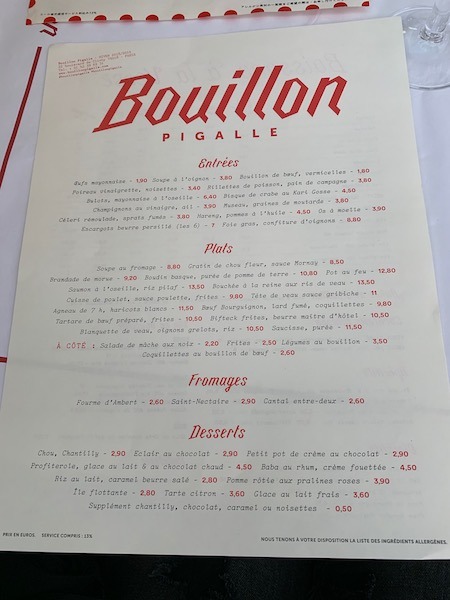 Bouillon
PIGALLE
Entrées
Œufs mayonnaise - 1,90 Soupe à l'oignon - 3,80 Bouillon de bœuf, vermicelles - 1,80
Poireau vinaigrette, noisettes - 3,40 Rillettes de poisson, pain de campagne - 3,80
Bulots, mayonnaise à l'oseille - 6,40 Bisque de crabe au Kari Gosse - 4,50
Champignons au vinaigre, ail - 3,90 Museau, graines de moutarde - 3,80
Céleri rémoulade, sprats fumés - 3,80 Hareng, pommes à l'huile - 4,50 Os à moelle - 3,90
Escargots beurre persillé (les 6) - 7 Foie gras, confiture d'oignons - 6,80
Plats
Soupe au fromage - 8,80 Gratin de chou fleur, sauce Mornay - 8,50
Brandade de morue - 9,20 Boudin basque, purée de pomme de terre - 10,80 Pot au feu - 12,80
Saumon à l'oseille, riz pilaf - 13,50 Bouchée à la reine aux ris de veau - 13,50
Cuisse de poulet, sauce poulette, frites - 9,80 Tête de veau sauce gribiche - 11
Agneau de 7 h, haricots blancs - 11,50 Bœuf Bourguignon, lard fumé, coquillettes - 9,80
Tartare de bœuf préparé, frites - 10,50 Bifteck frites, beurre maître d'hôtel - 10,50
Blanquette de veau, oignons grelots, riz - 10,50 Saucisse, purée - 11,50
À CÔTÉ : Salade de mâche aux noix - 2,20 Frites - 2,50 Légumes au bouillon - 3,50
Coquillettes au bouillon de bœuf - 2,60
Fromages
Fourme d'Ambert - 2,60 Saint-Nectaire - 2,90 Cantal entre-deux - 2,60
Desserts
Chou, Chantilly - 2,90 Eclair au chocolat - 2,90 Petit pot de crème au chocolat - 2,90
Profiterole, glace au lait & au chocolat chaud - 4,50 Baba au rhum, crème fouettée - 4,50
Riz au lait, caramel beurre salé - 2,80 Pomme rôtie aux pralines roses - 3,90
Île flottante - 2,80 Tarte citron - 3,60 Glace au lait frais - 3,60
Supplément chantilly, chocolat, caramel ou noisettes - 0,50
PRIX EN EUROS. SERVICE COMPRIS : 15% NOUS TENONS À VOTRE DISPOSITION LA LISTE DES INGRÉDIENTS ALLERGÈNES.